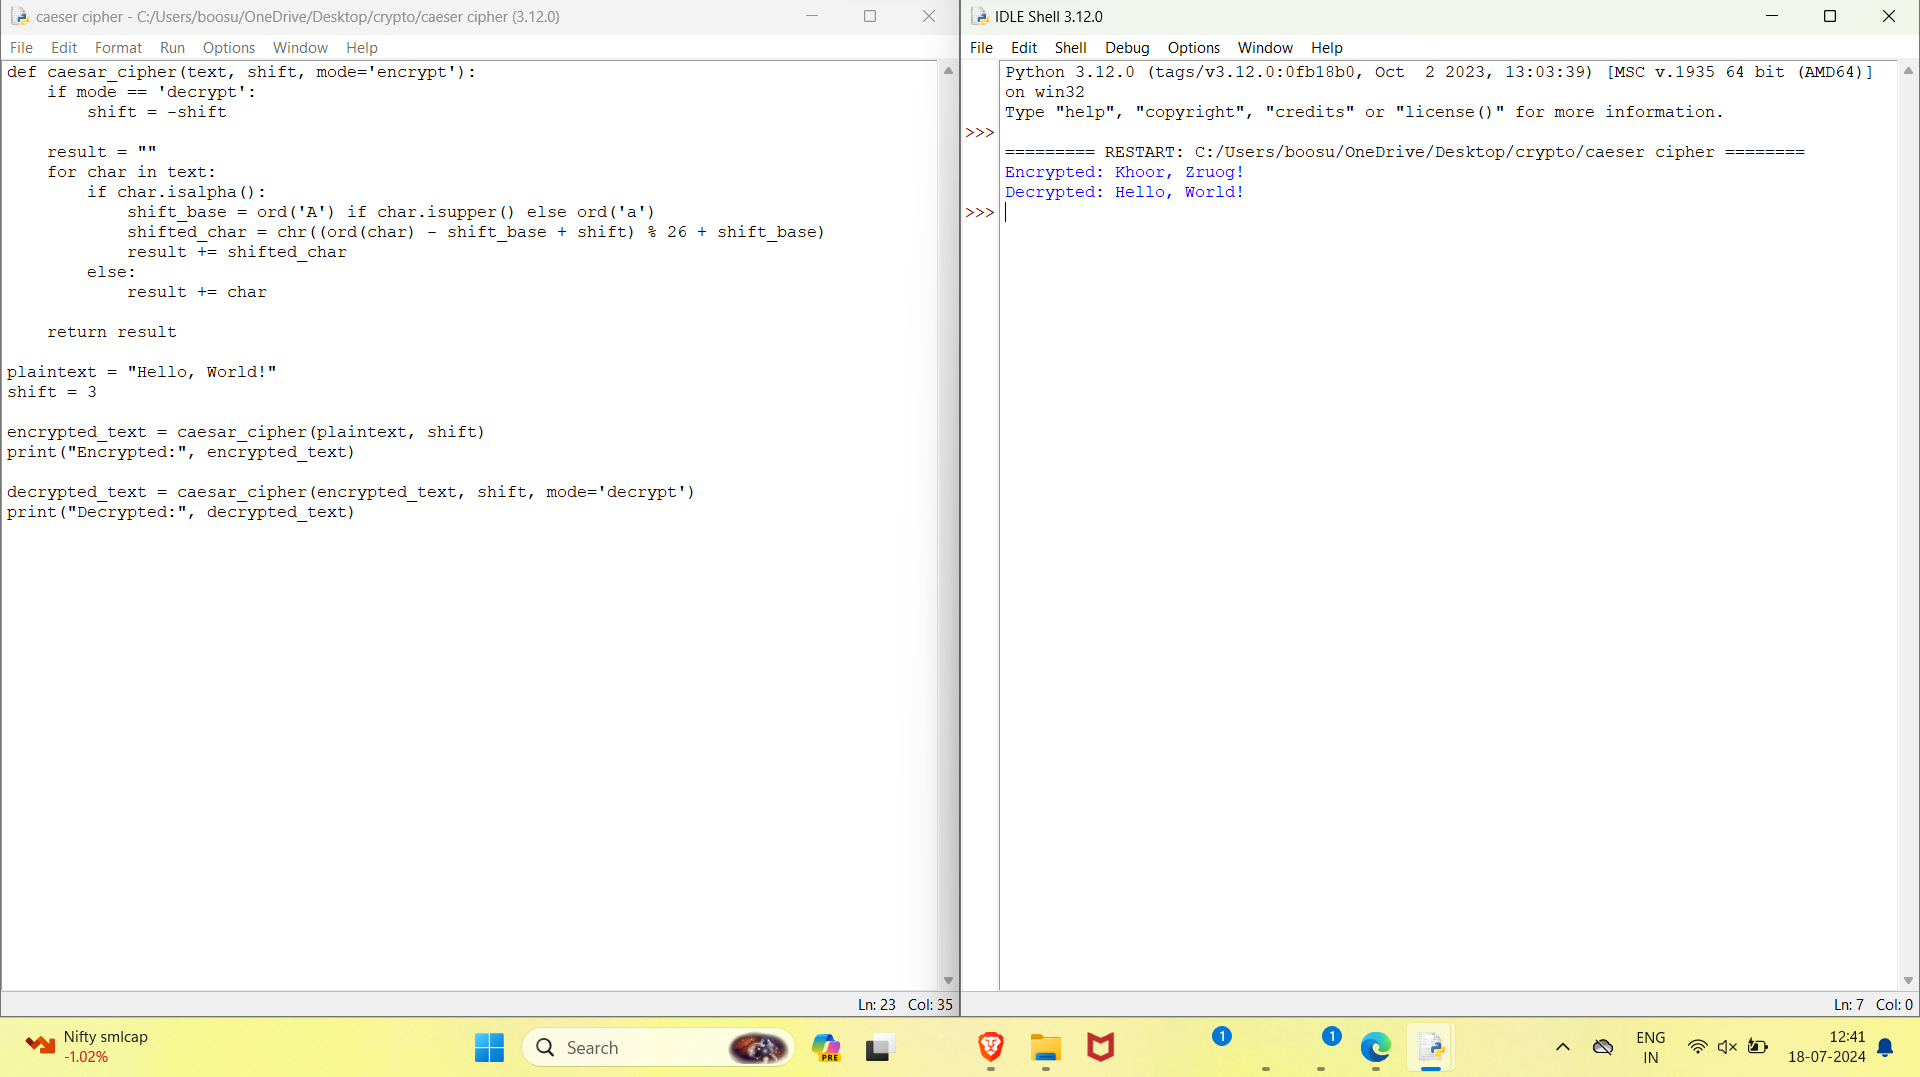 caeser cipher - C:/Users/boosu/OneDrive/Desktop/crypto/caeser cipher (3.12.0)
File Edit Format Run Options Window Help
def caesar_cipher(text, shift, mode='encrypt'):
    if mode == 'decrypt':
        shift = -shift

    result = ""
    for char in text:
        if char.isalpha():
            shift_base = ord('A') if char.isupper() else ord('a')
            shifted_char = chr((ord(char) - shift_base + shift) % 26 + shift_base)
            result += shifted_char
        else:
            result += char

    return result

plaintext = "Hello, World!"
shift = 3

encrypted_text = caesar_cipher(plaintext, shift)
print("Encrypted:", encrypted_text)

decrypted_text = caesar_cipher(encrypted_text, shift, mode='decrypt')
print("Decrypted:", decrypted_text)
Ln: 23 Col: 35
IDLE Shell 3.12.0
File Edit Shell Debug Options Window Help
Python 3.12.0 (tags/v3.12.0:0fb18b0, Oct  2 2023, 13:03:39) [MSC v.1935 64 bit (AMD64)]
on win32
Type "help", "copyright", "credits" or "license()" for more information.
>>>
========= RESTART: C:/Users/boosu/OneDrive/Desktop/crypto/caeser cipher ========
Encrypted: Khoor, Zruog!
Decrypted: Hello, World!
>>>
Ln: 7 Col: 0
Nifty smlcap
-1.02%
Search
PRE
1
1
ENG
IN
12:41
18-07-2024